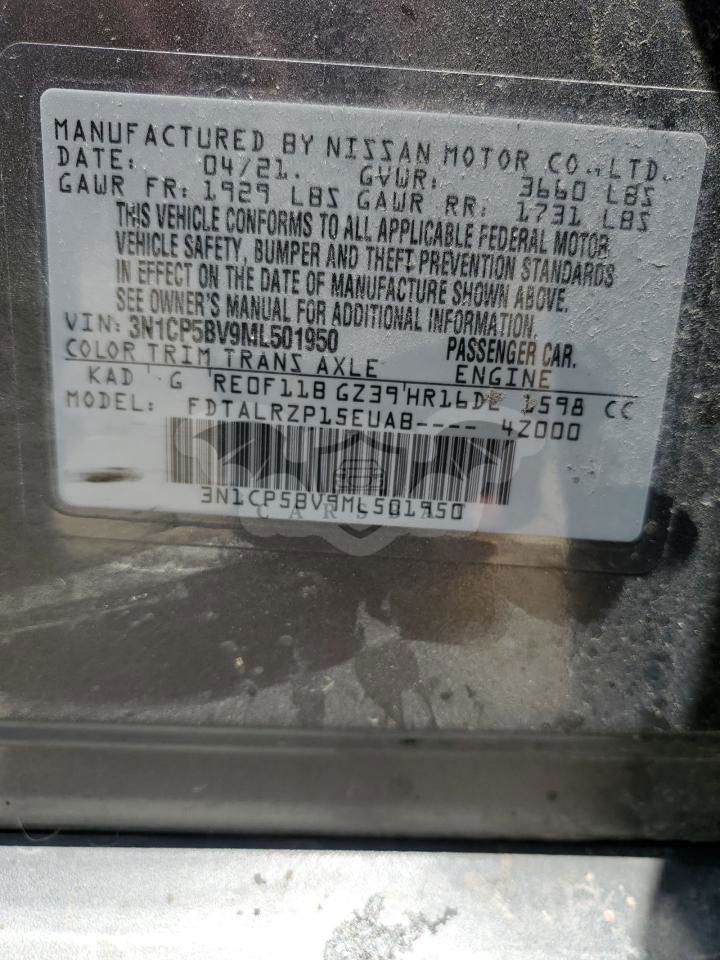 MANUFACTURED BY NISSAN MOTOR CO.,LTD.
DATE: 04/21. GVWR: 3660 LBS
GAWR FR: 1929 LBS GAWR RR: 1731 LBS
THIS VEHICLE CONFORMS TO ALL APPLICABLE FEDERAL MOTOR
VEHICLE SAFETY, BUMPER AND THEFT PREVENTION STANDARDS
IN EFFECT ON THE DATE OF MANUFACTURE SHOWN ABOVE.
SEE OWNER'S MANUAL FOR ADDITIONAL INFORMATION.
VIN: 3N1CP5BV9ML501950 PASSENGER CAR.
COLOR TRIM TRANS AXLE ENGINE
KAD G RE0F11B GZ39 HR16DE 1598 CC
MODEL: FDTALRZP15EUAB---- 4Z000
3N1CP5BV9ML501950